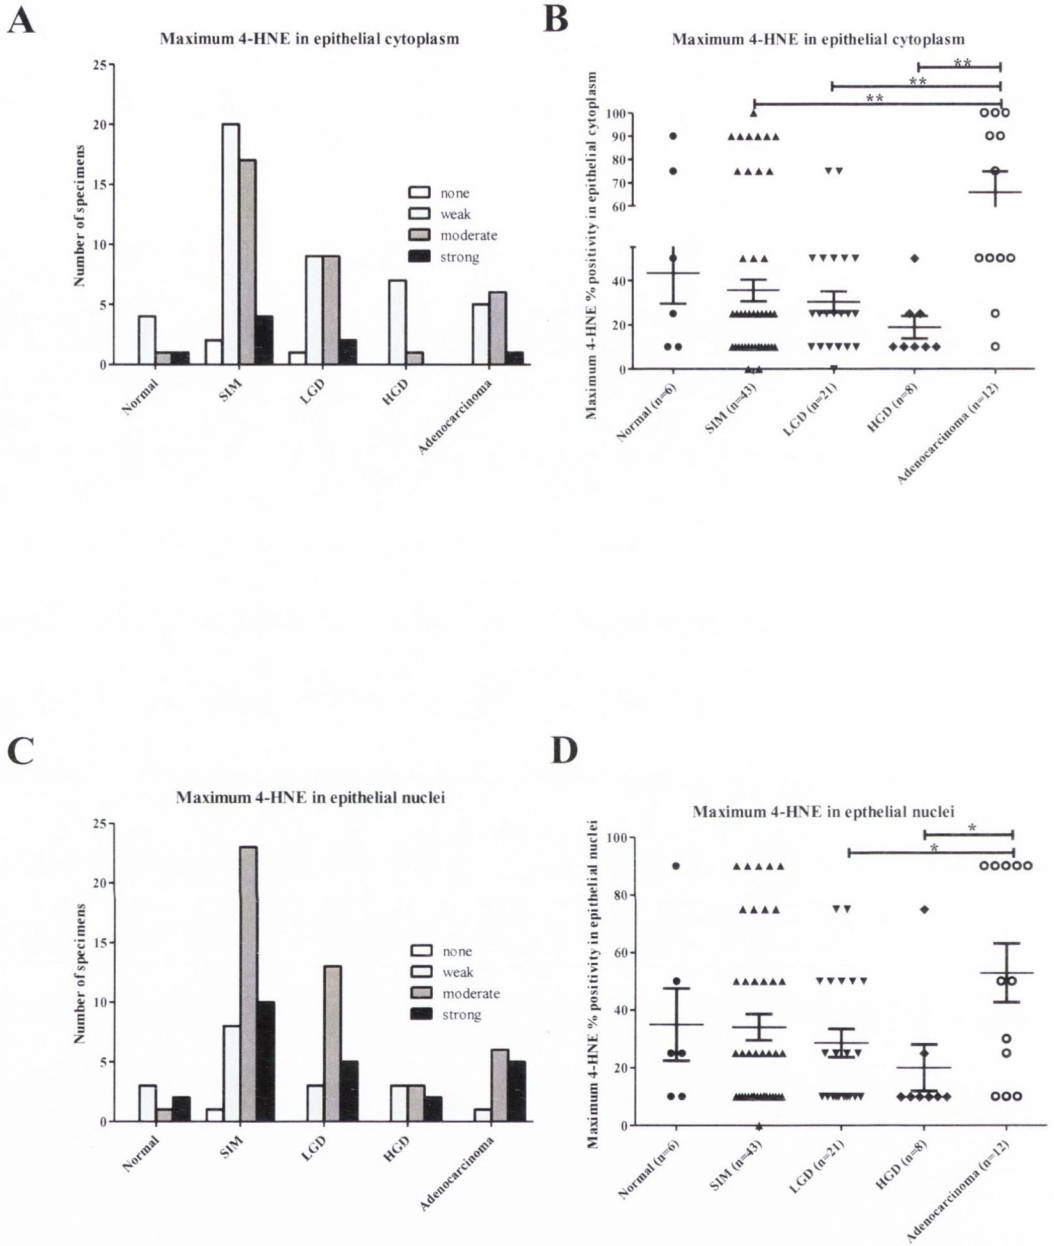 A
Maximum 4-HNE in epithelial cytoplasm
25
20
15
10
5
0
Number of specimens
none
weak
moderate
strong
Normal
SIM
LGD
HGD
Adenocarcinoma
B
Maximum 4-HNE in epithelial cytoplasm
**
**
**
Maximum 4-HNE % positivity in epithelial cytoplasm
100
90
80
70
60
40
20
0
Normal (n=6)
SIM (n=43)
LGD (n=21)
HGD (n=8)
Adenocarcinoma (n=12)
C
Maximum 4-HNE in epithelial nuclei
25
20
15
10
5
0
Number of specimens
none
weak
moderate
strong
Normal
SIM
LGD
HGD
Adenocarcinoma
D
Maximum 4-HNE in epthelial nuclei
*
*
Maximum 4-HNE % positivity in epithelial nuclei
100
80
60
40
20
0
Normal (n=6)
SIM (n=43)
LGD (n=21)
HGD (n=8)
Adenocarcinoma (n=12)